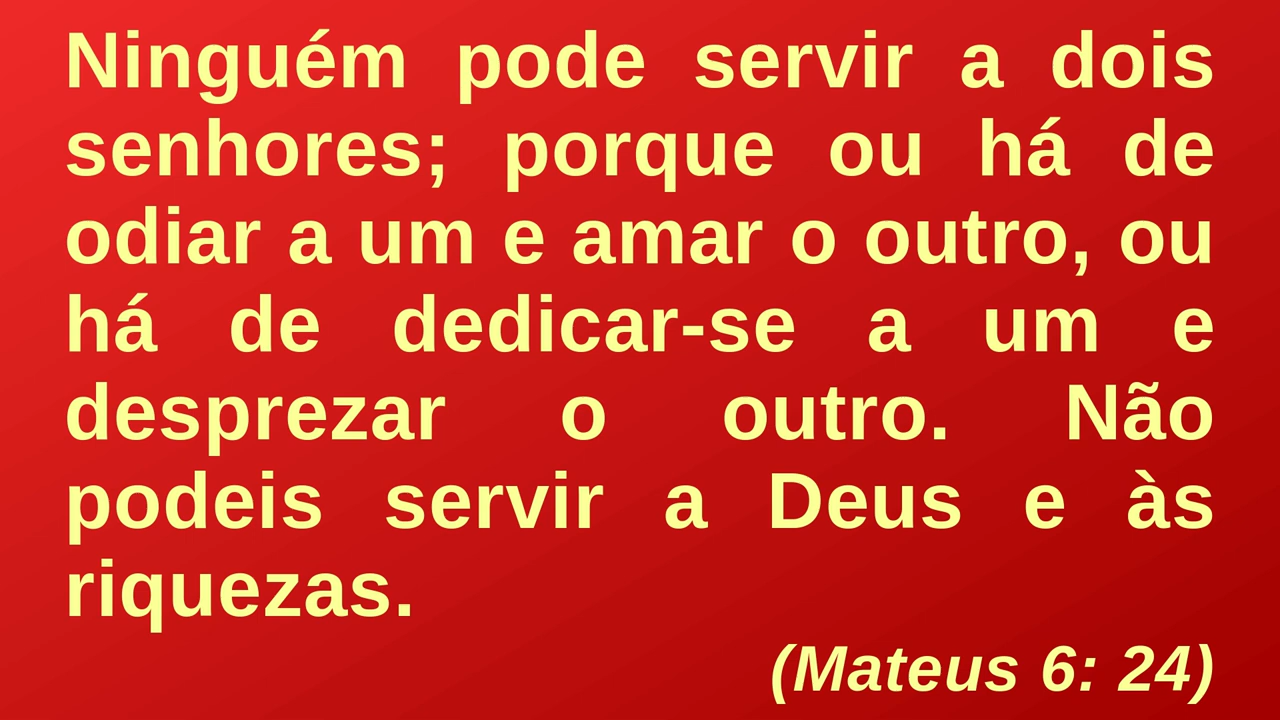 Ninguém pode servir a dois
senhores; porque ou há de
odiar a um e amar o outro, ou
há de dedicar-se a um e
desprezar o outro. Não
podeis servir a Deus e às
riquezas.
(Mateus 6: 24)